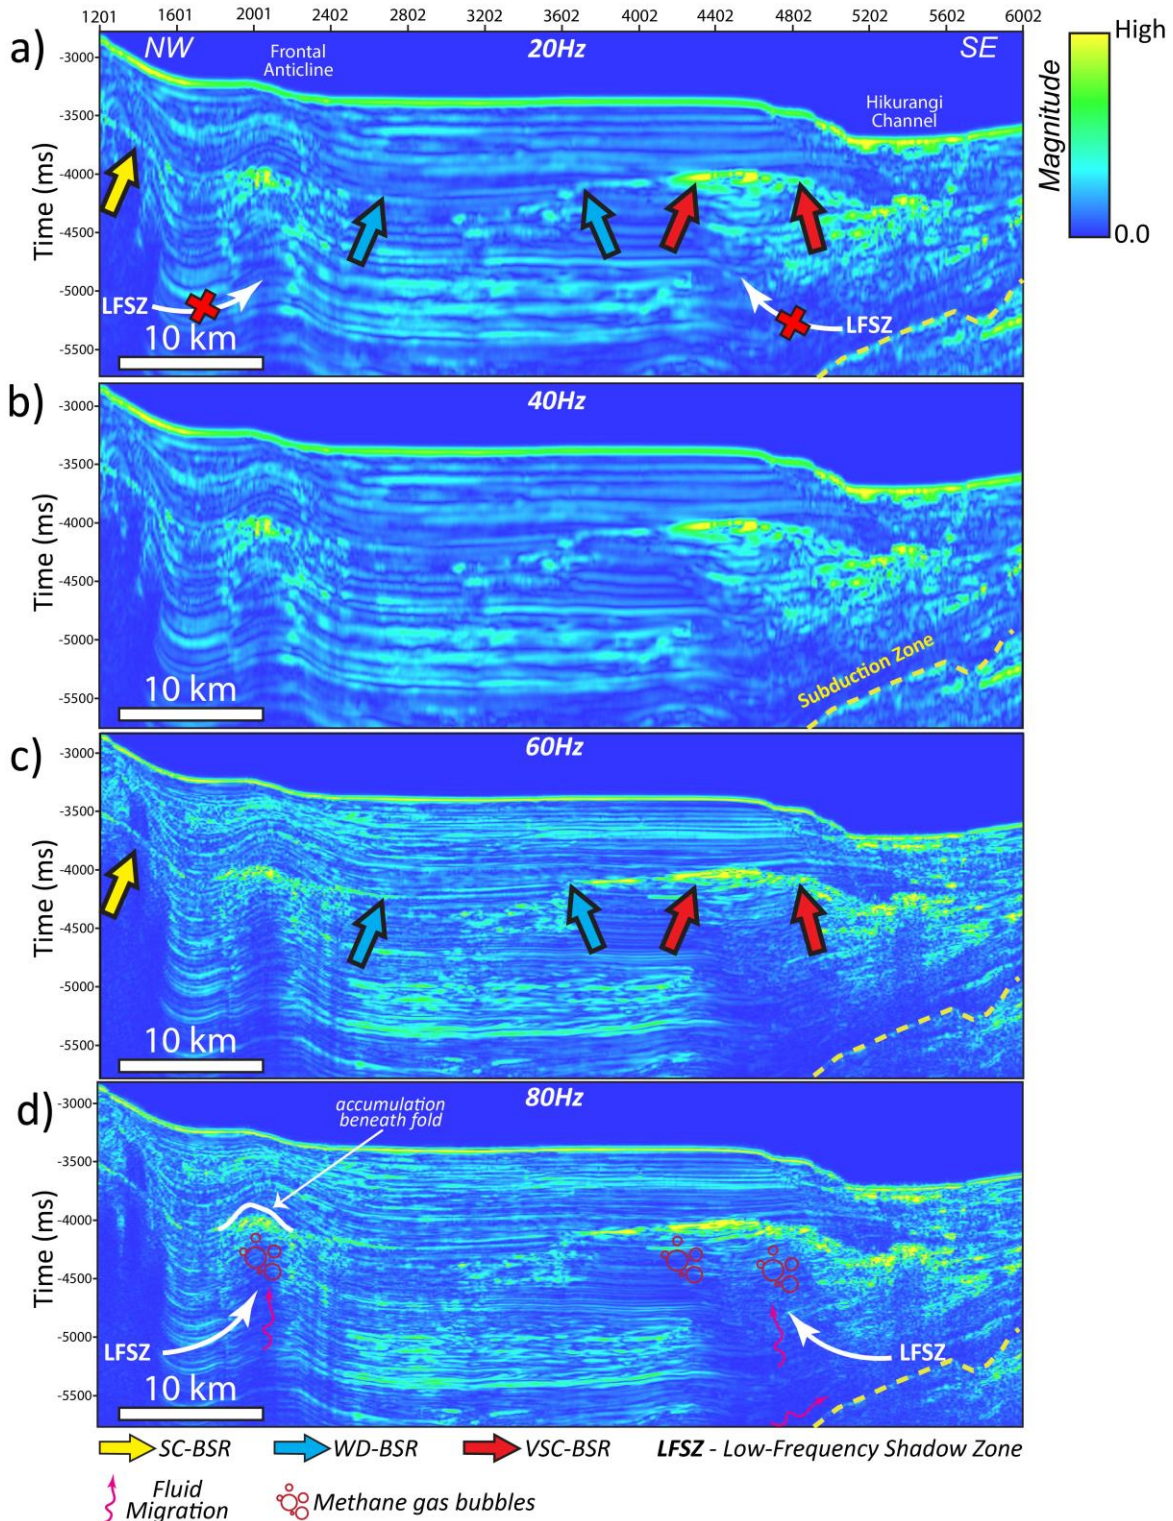 1201 1601 2001 2402 2802 3202 3602 4002 4402 4802 5202 5602 6002
a)
NW
Frontal
Anticline
20Hz
SE
Hikurangi
Channel
High
Magnitude
0.0
Time (ms)
-3000
-3500
-4000
-4500
-5000
-5500
LFSZ
LFSZ
10 km
b)
40Hz
Time (ms)
-3000
-3500
-4000
-4500
-5000
-5500
Subduction Zone
10 km
c)
60Hz
Time (ms)
-3000
-3500
-4000
-4500
-5000
-5500
10 km
d)
80Hz
accumulation
beneath fold
Time (ms)
-3000
-3500
-4000
-4500
-5000
-5500
LFSZ
LFSZ
10 km
SC-BSR WD-BSR VSC-BSR LFSZ - Low-Frequency Shadow Zone
Fluid
Migration
Methane gas bubbles